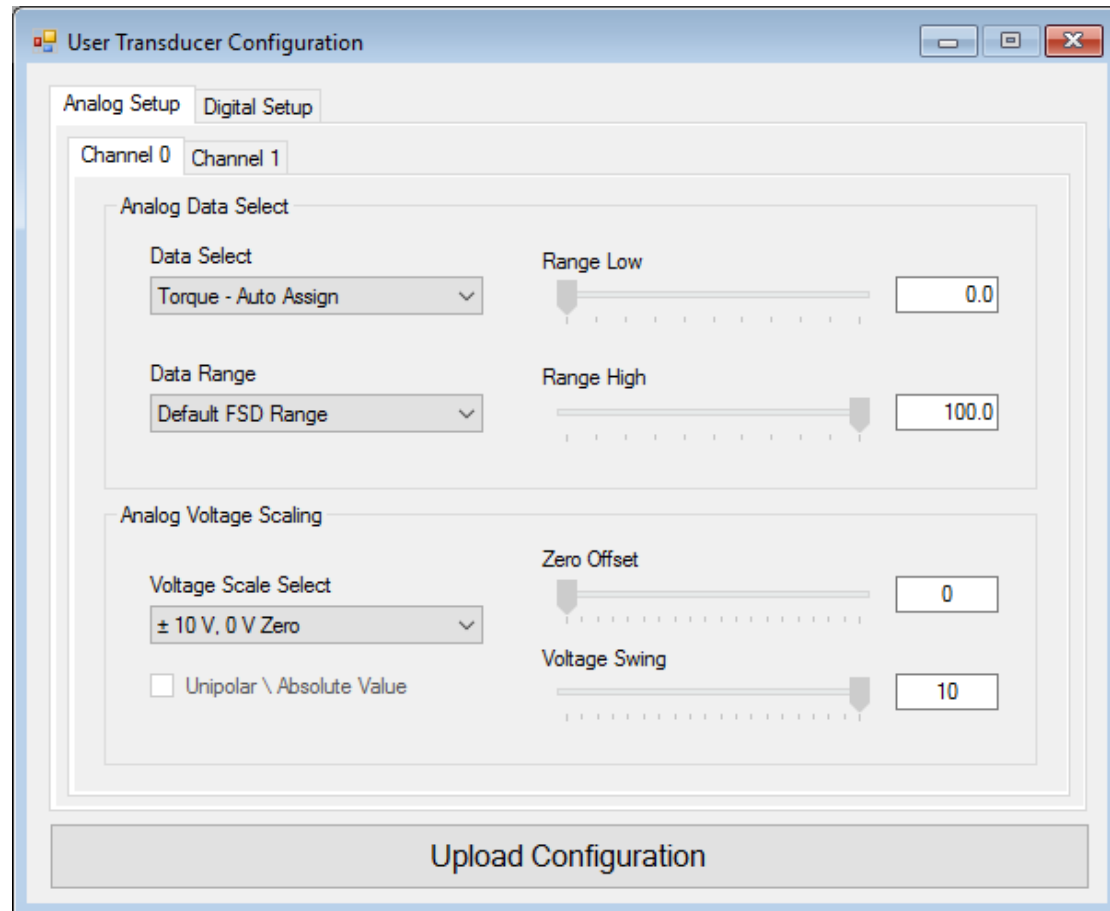 User Transducer Configuration
Analog Setup Digital Setup
Channel 0 Channel 1
Analog Data Select
Data Select
Torque - Auto Assign
Range Low
0.0
Data Range
Default FSD Range
Range High
100.0
Analog Voltage Scaling
Voltage Scale Select
± 10 V, 0 V Zero
Unipolar \ Absolute Value
Zero Offset
0
Voltage Swing
10
Upload Configuration